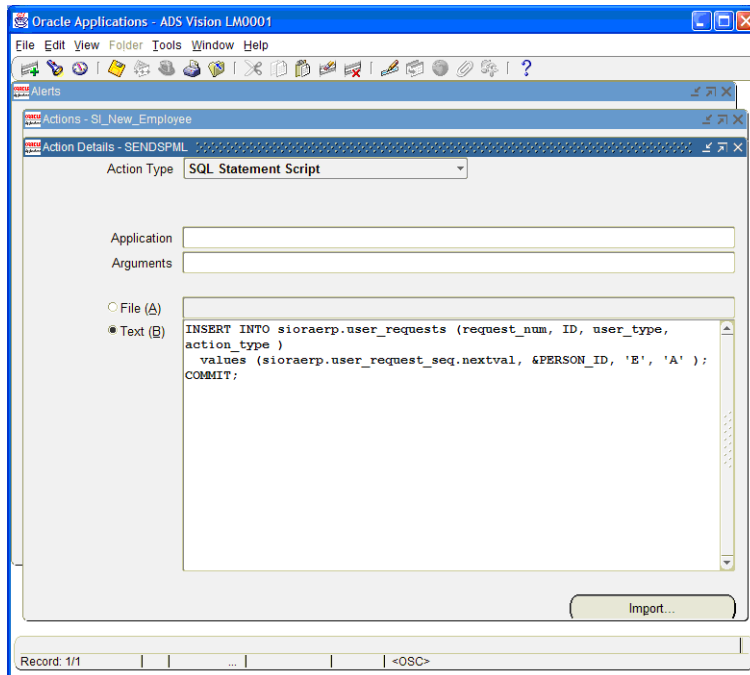 Oracle Applications - ADS Vision LM0001
File Edit View Folder Tools Window Help
Alerts
Actions - SI_New_Employee
Action Details - SENDSPML
Action Type SQL Statement Script
Application
Arguments
File (A)
Text (B)
INSERT INTO sioraerp.user_requests (request_num, ID, user_type,
action_type )
values (sioraerp.user_request_seq.nextval, &PERSON_ID, 'E', 'A' );
COMMIT;
Import...
Record: 1/1 ... <OSC>